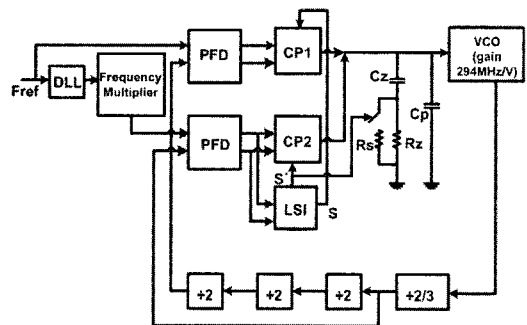 VCO
(gain
294MHz/V)
PFD
CP1
Fref
DLL
Frequency
Multiplier
Cz
Cp
PFD
CP2
Rs
Rz
S'
LSI
S
÷2
÷2
÷2
÷2/3